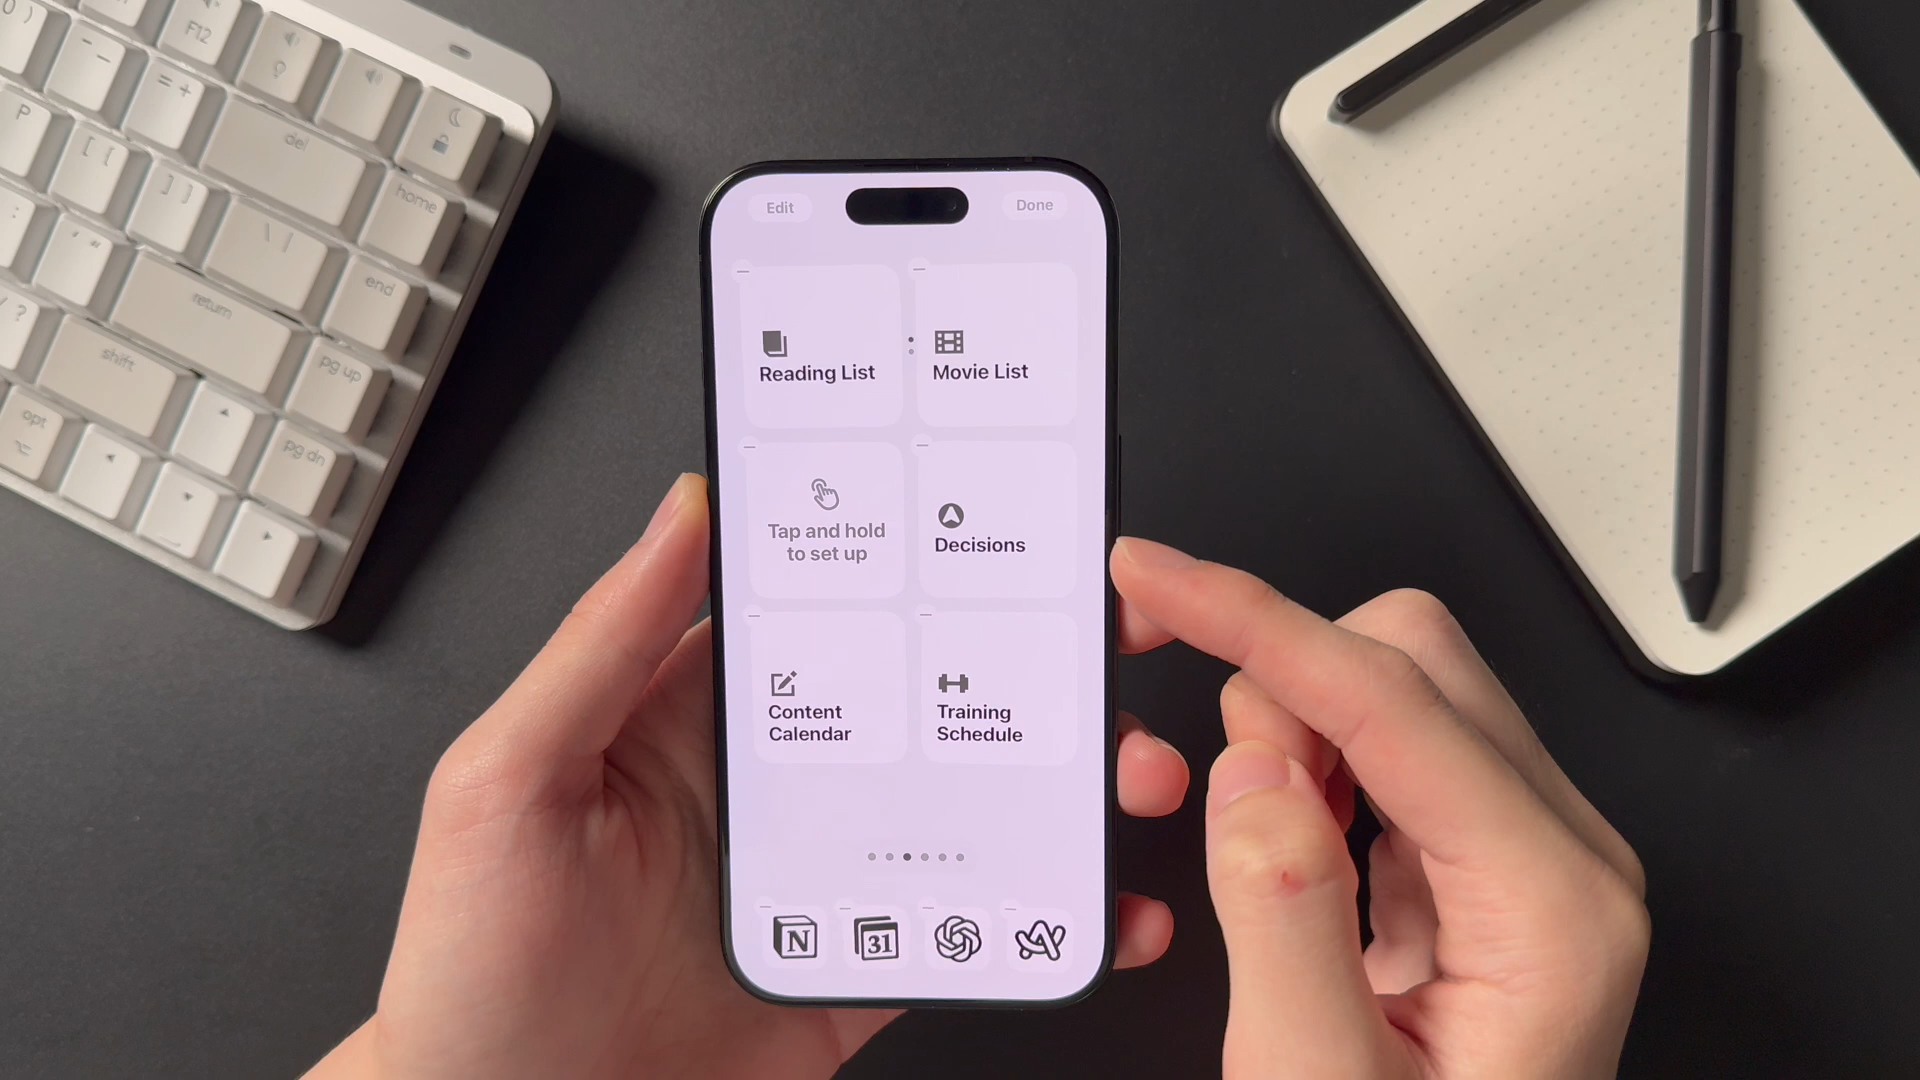 Edit
Done
Reading List
Movie List
Tap and hold
to set up
Decisions
Content
Calendar
Training
Schedule
N
31
F12
P
del
home
end
return
shift
pg up
opt
pg dn